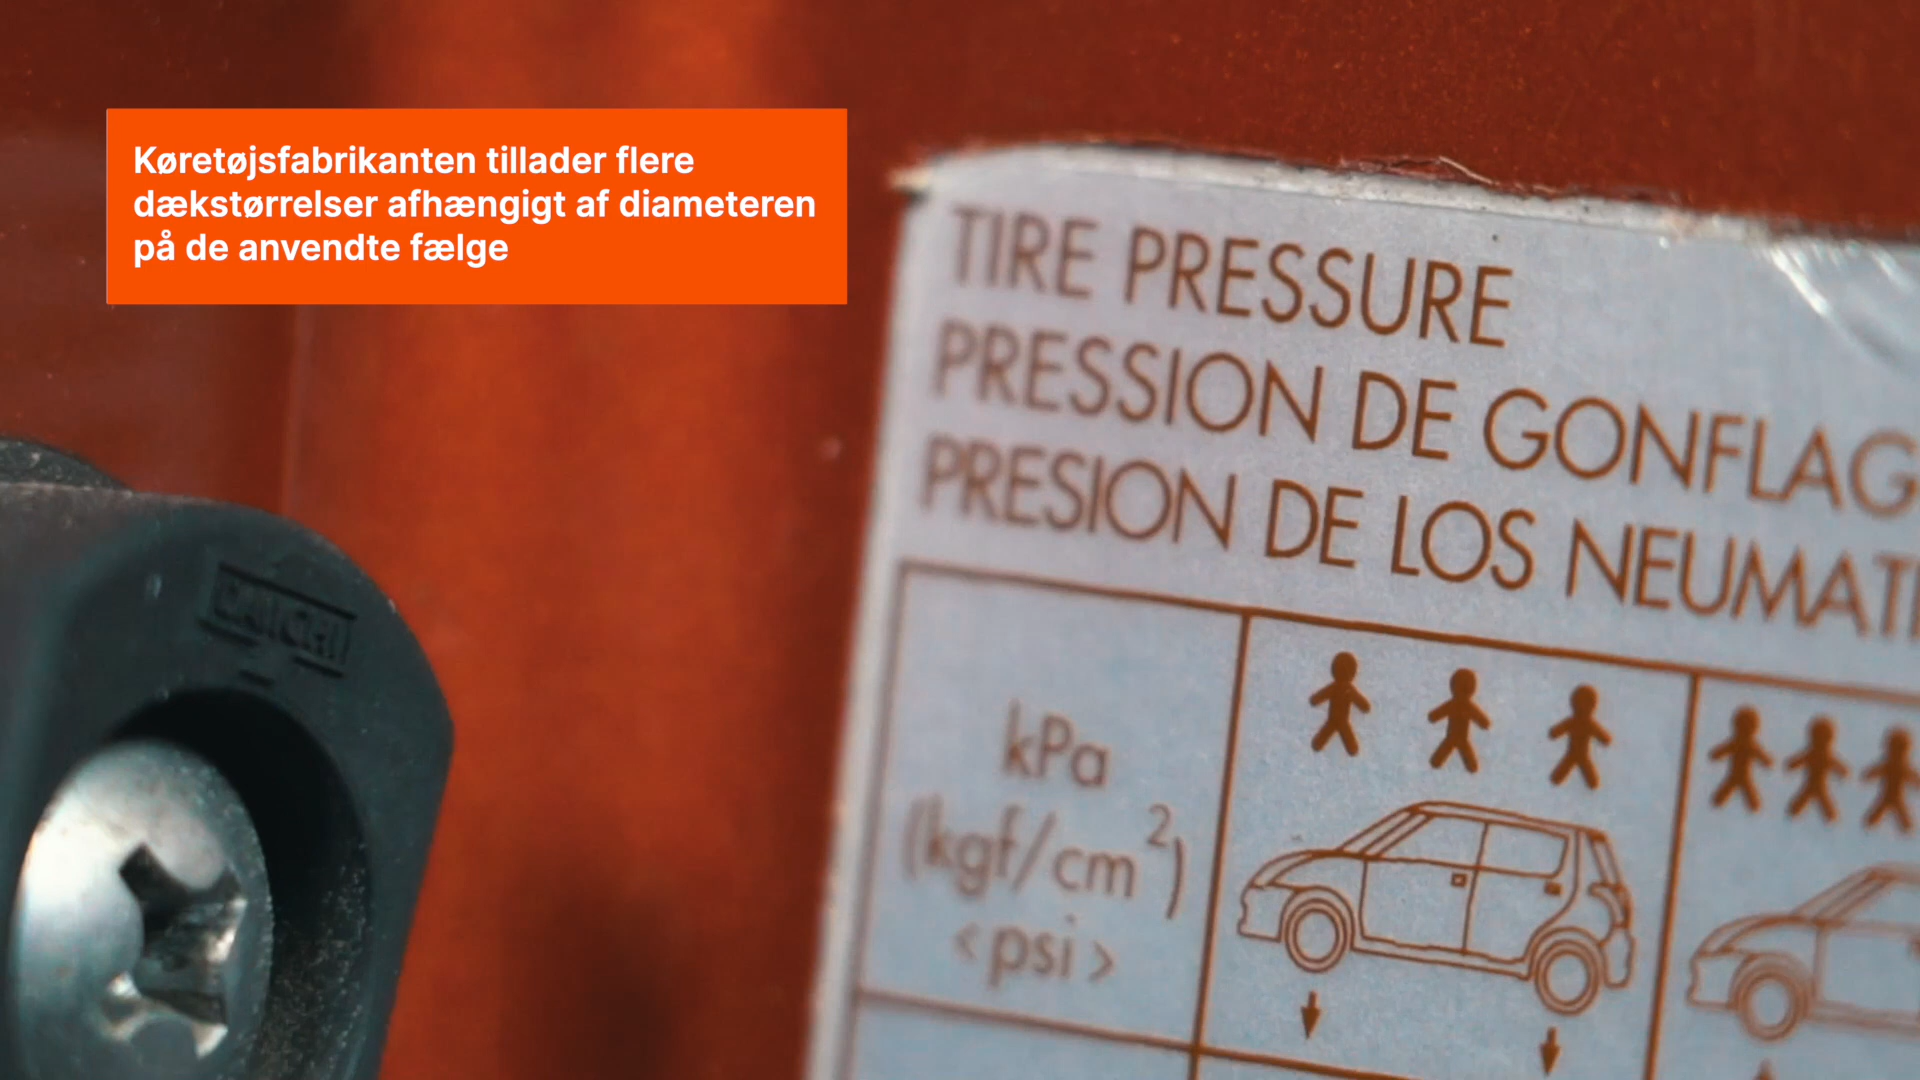 Køretøjsfabrikanten tillader flere
dækstørrelser afhængigt af diameteren
på de anvendte fælge
TIRE PRESSURE
PRESSION DE GONFLAG
PRESION DE LOS NEUMATI
kPa
(kgf/cm²)
<psi>
DAIICHI